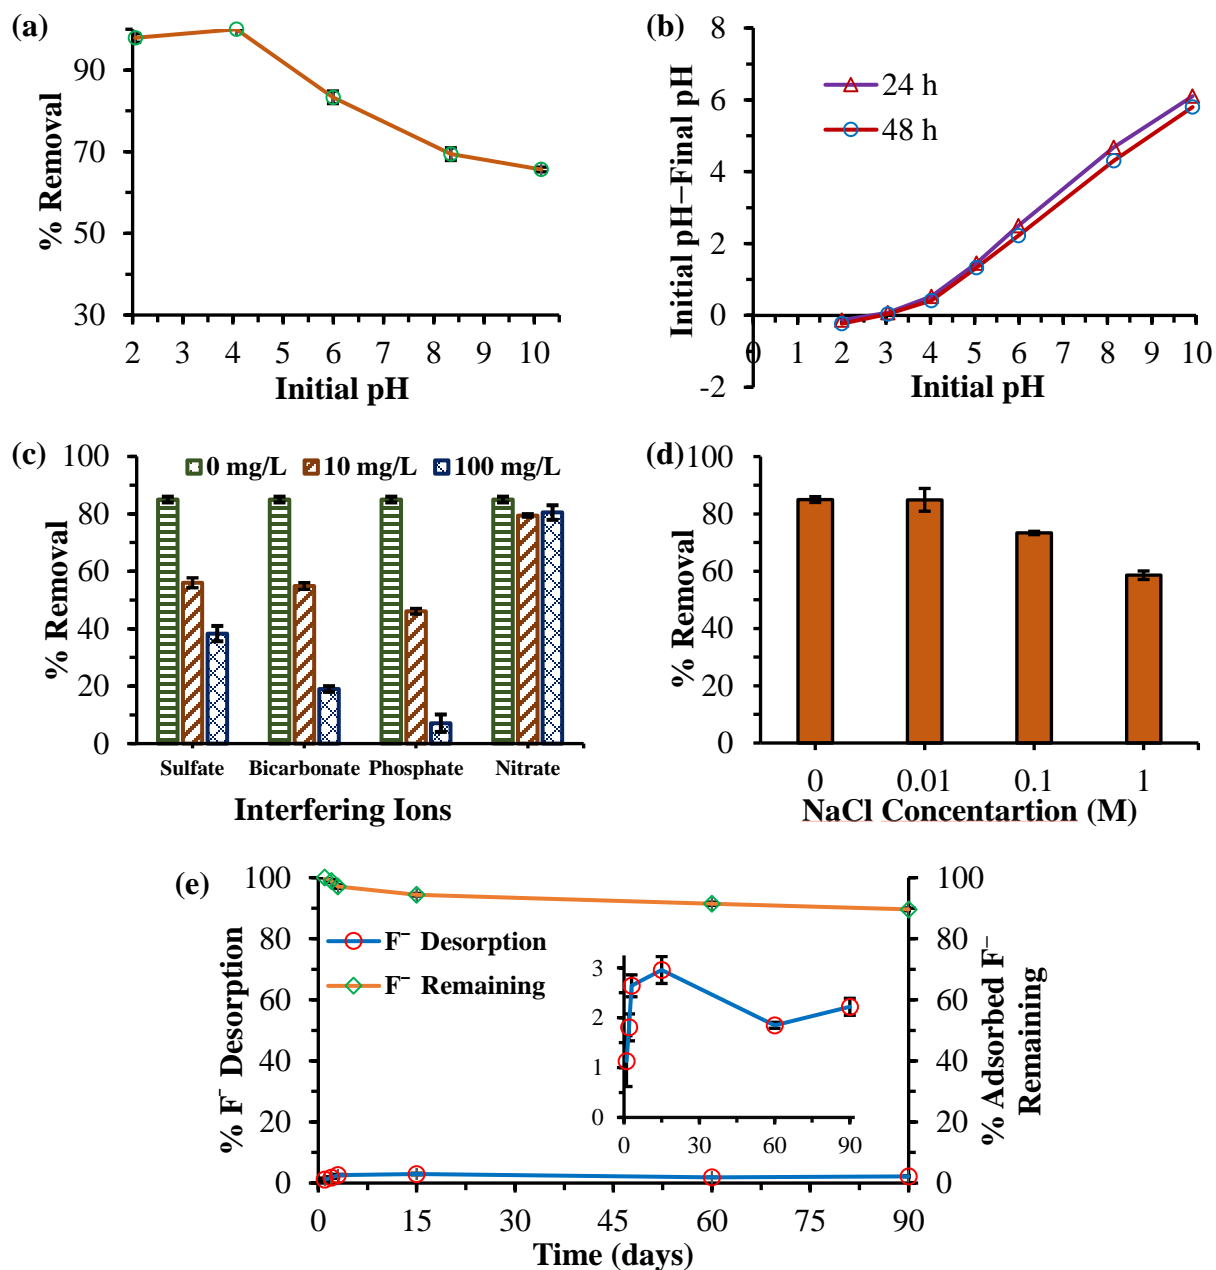 (a)
% Removal
90
70
50
30
2 3 4 5 6 7 8 9 10
Initial pH
(b)
Initial pH−Final pH
8
6
4
2
0
-2
0 1 2 3 4 5 6 7 8 9 10
Initial pH
24 h
48 h
(c)
% Removal
100
80
60
40
20
0
0 mg/L 10 mg/L 100 mg/L
Sulfate Bicarbonate Phosphate Nitrate
Interfering Ions
(d)
% Removal
100
80
60
40
20
0
0 0.01 0.1 1
NaCl Concentartion (M)
(e)
% F⁻ Desorption
100
80
60
40
20
0
F⁻ Desorption
F⁻ Remaining
3
2
1
0
0 30 60 90
100
80
60
40
20
0
% Adsorbed F⁻
Remaining
0 15 30 45 60 75 90
Time (days)